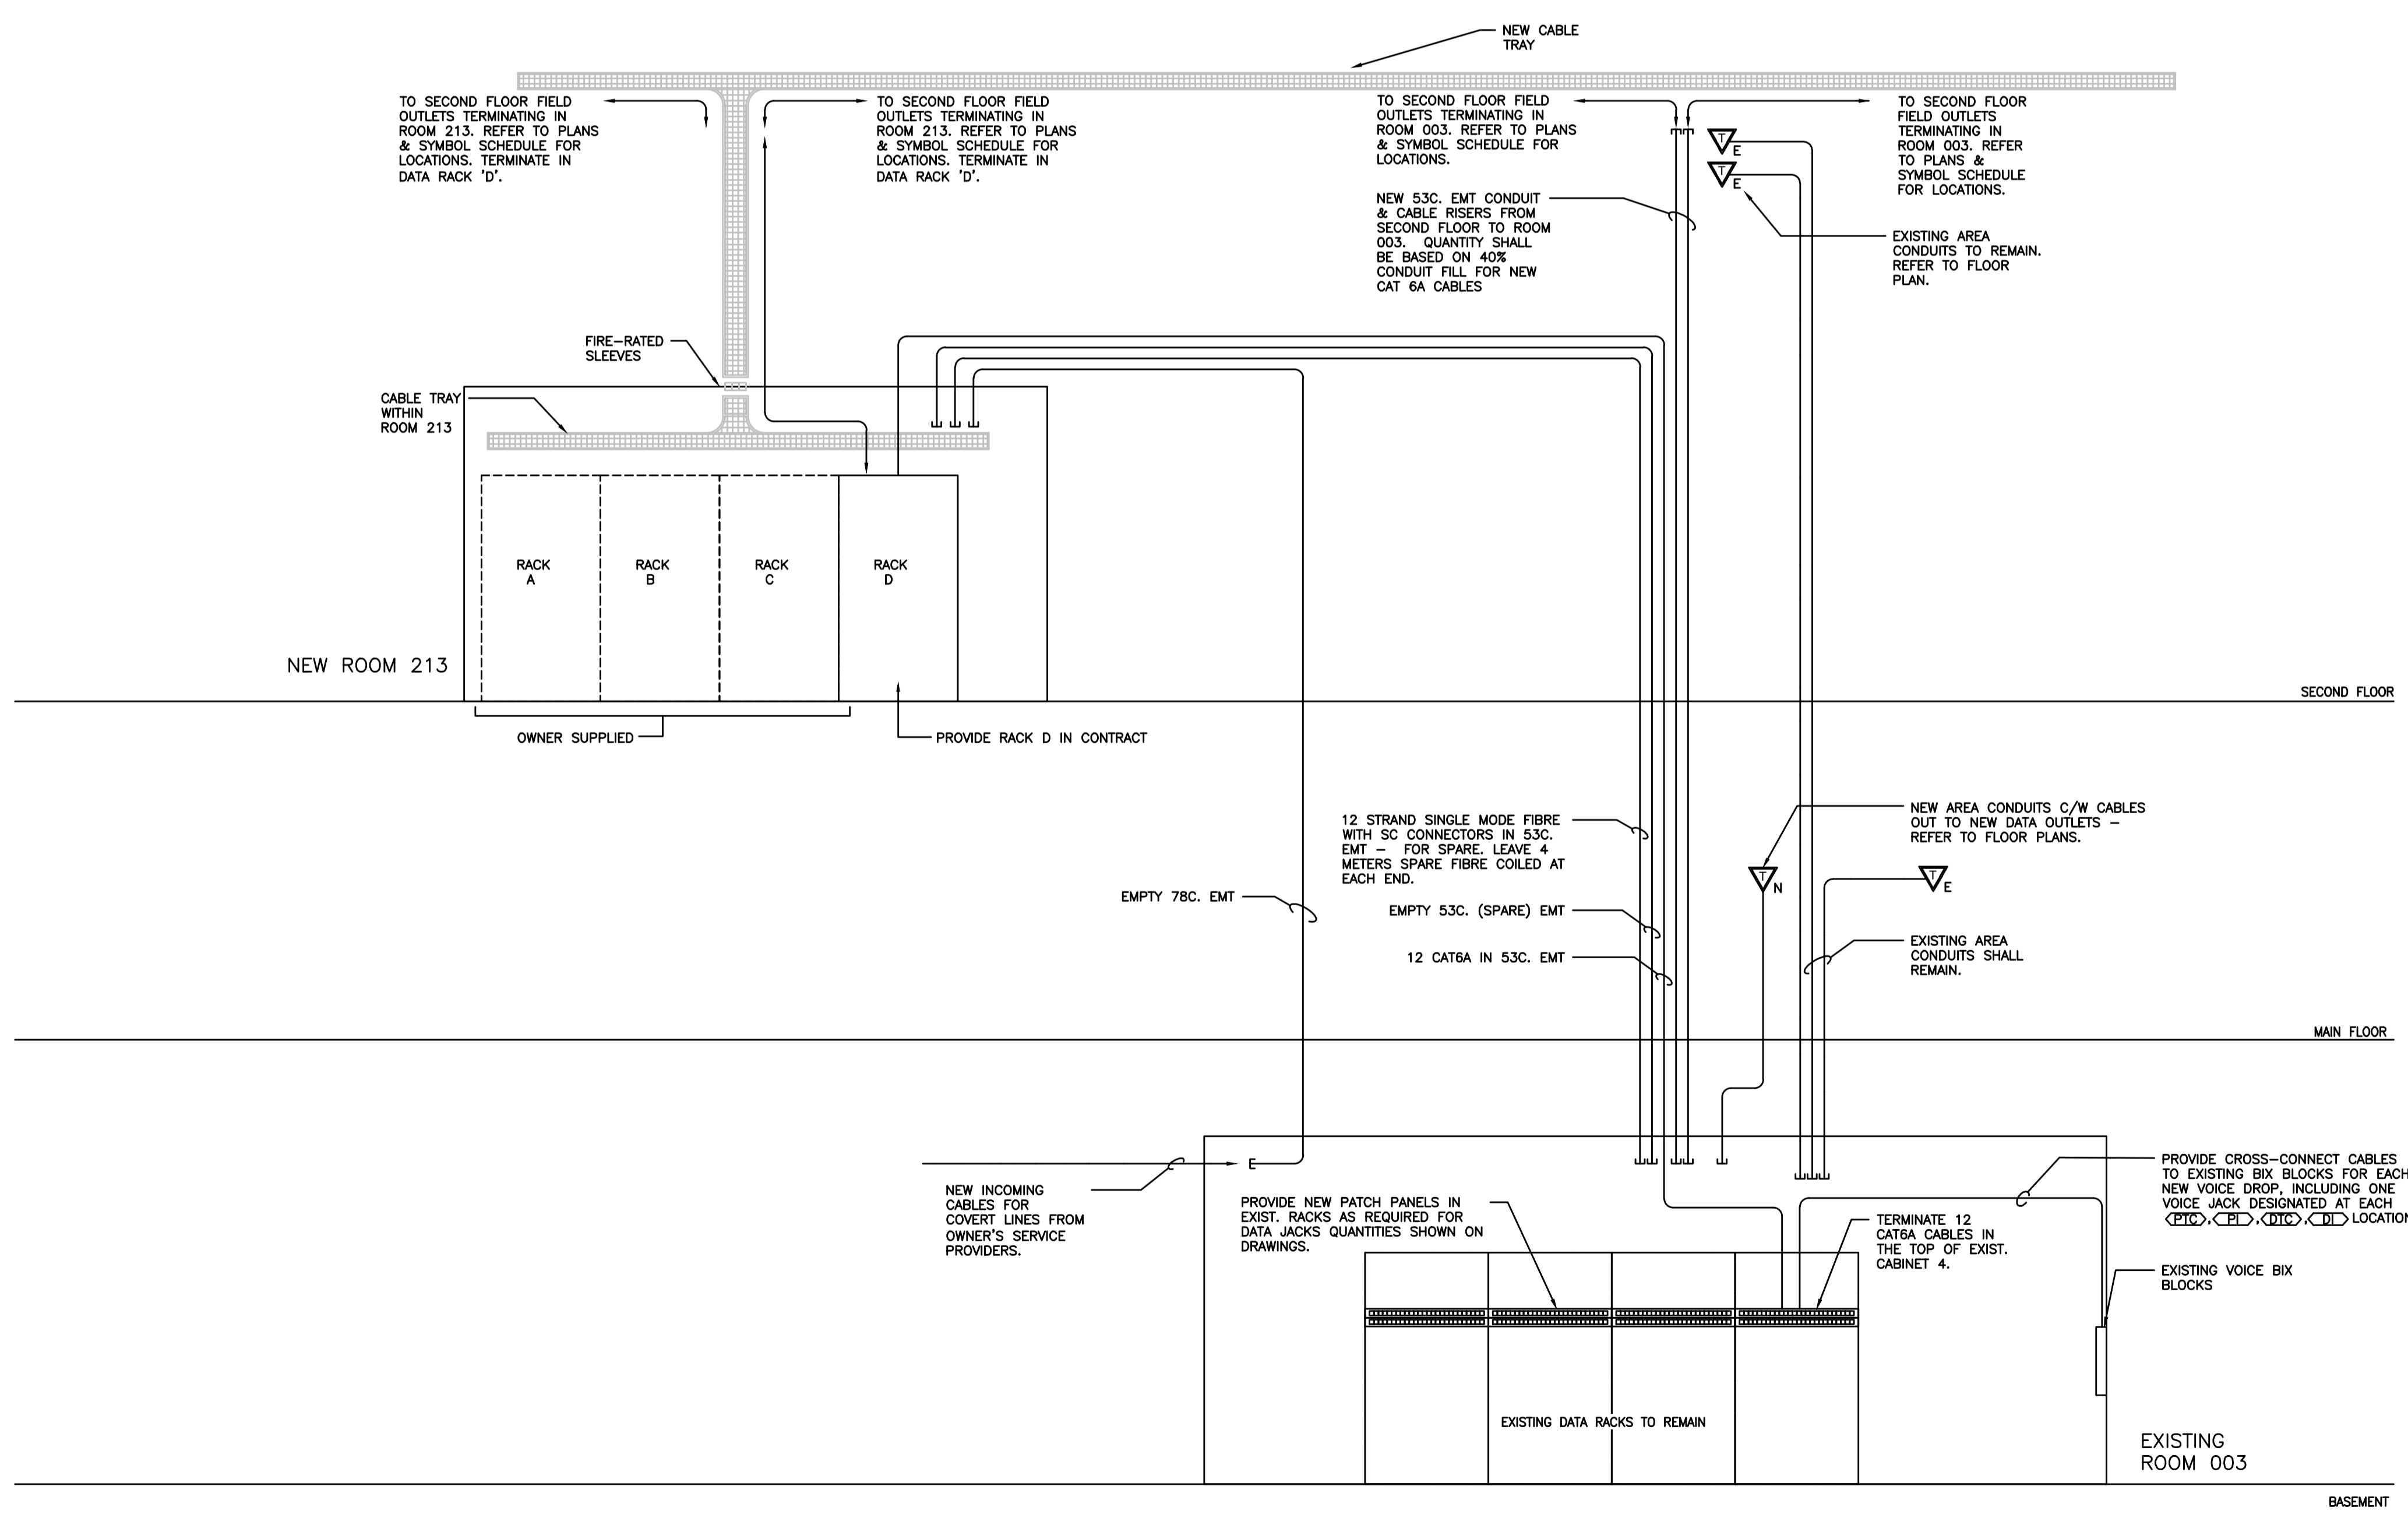 NEW CABLE
TRAY
TO SECOND FLOOR FIELD
OUTLETS TERMINATING IN
ROOM 213. REFER TO PLANS
& SYMBOL SCHEDULE FOR
LOCATIONS. TERMINATE IN
DATA RACK 'D'.
TO SECOND FLOOR FIELD
OUTLETS TERMINATING IN
ROOM 213. REFER TO PLANS
& SYMBOL SCHEDULE FOR
LOCATIONS. TERMINATE IN
DATA RACK 'D'.
TO SECOND FLOOR FIELD
OUTLETS TERMINATING IN
ROOM 003. REFER TO PLANS
& SYMBOL SCHEDULE FOR
LOCATIONS.
T
E
T
E
TO SECOND FLOOR
FIELD OUTLETS
TERMINATING IN
ROOM 003. REFER
TO PLANS &
SYMBOL SCHEDULE
FOR LOCATIONS.
NEW 53C. EMT CONDUIT
& CABLE RISERS FROM
SECOND FLOOR TO ROOM
003. QUANTITY SHALL
BE BASED ON 40%
CONDUIT FILL FOR NEW
CAT 6A CABLES
EXISTING AREA
CONDUITS TO REMAIN.
REFER TO FLOOR
PLAN.
FIRE-RATED
SLEEVES
CABLE TRAY
WITHIN
ROOM 213
RACK
A
RACK
B
RACK
C
RACK
D
NEW ROOM 213
SECOND FLOOR
OWNER SUPPLIED
PROVIDE RACK D IN CONTRACT
12 STRAND SINGLE MODE FIBRE
WITH SC CONNECTORS IN 53C.
EMT - FOR SPARE. LEAVE 4
METERS SPARE FIBRE COILED AT
EACH END.
NEW AREA CONDUITS C/W CABLES
OUT TO NEW DATA OUTLETS -
REFER TO FLOOR PLANS.
T
N
T
E
EMPTY 78C. EMT
EMPTY 53C. (SPARE) EMT
12 CAT6A IN 53C. EMT
EXISTING AREA
CONDUITS SHALL
REMAIN.
MAIN FLOOR
NEW INCOMING
CABLES FOR
COVERT LINES FROM
OWNER'S SERVICE
PROVIDERS.
PROVIDE NEW PATCH PANELS IN
EXIST. RACKS AS REQUIRED FOR
DATA JACKS QUANTITIES SHOWN ON
DRAWINGS.
TERMINATE 12
CAT6A CABLES IN
THE TOP OF EXIST.
CABINET 4.
PROVIDE CROSS-CONNECT CABLES
TO EXISTING BIX BLOCKS FOR EACH
NEW VOICE DROP, INCLUDING ONE
VOICE JACK DESIGNATED AT EACH
PTC, PI, DTC, DI LOCATION
EXISTING VOICE BIX
BLOCKS
EXISTING DATA RACKS TO REMAIN
EXISTING
ROOM 003
BASEMENT